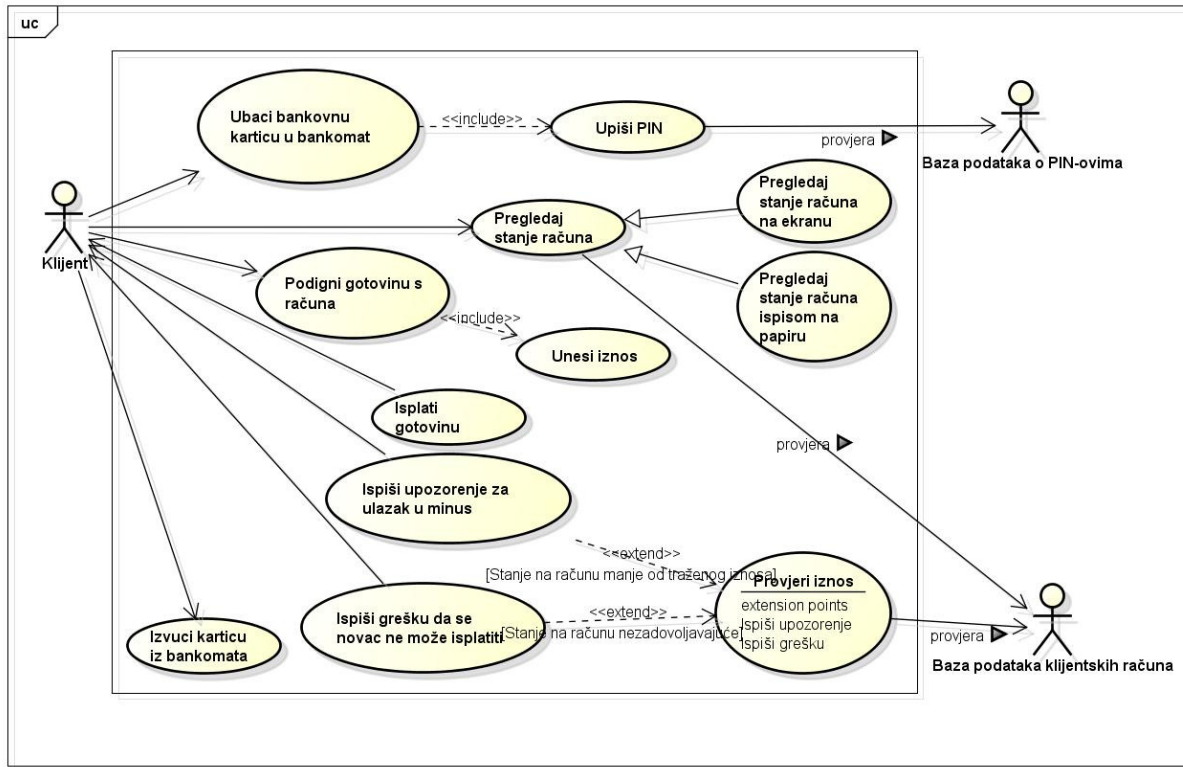 uc
Ubaci bankovnu
karticu u bankomat
<<include>>
Upiši PIN
provjera
Baza podataka o PIN-ovima
Klijent
Pregledaj
stanje računa
Pregledaj
stanje računa
na ekranu
Pregledaj
stanje računa
ispisom na
papiru
Podigni gotovinu s
računa
<<include>>
Unesi iznos
Isplati
gotovinu
provjera
Ispiši upozorenje za
ulazak u minus
<<extend>>
[Stanje na računu manje od traženog iznosa]
Ispiši grešku da se
novac ne može isplatiti
<<extend>>
[Stanje na računu nezadovoljavajuće]
Provjeri iznos
extension points
Ispiši upozorenje
Ispiši grešku
provjera
Baza podataka klijentskih računa
Izvuci karticu
iz bankomata